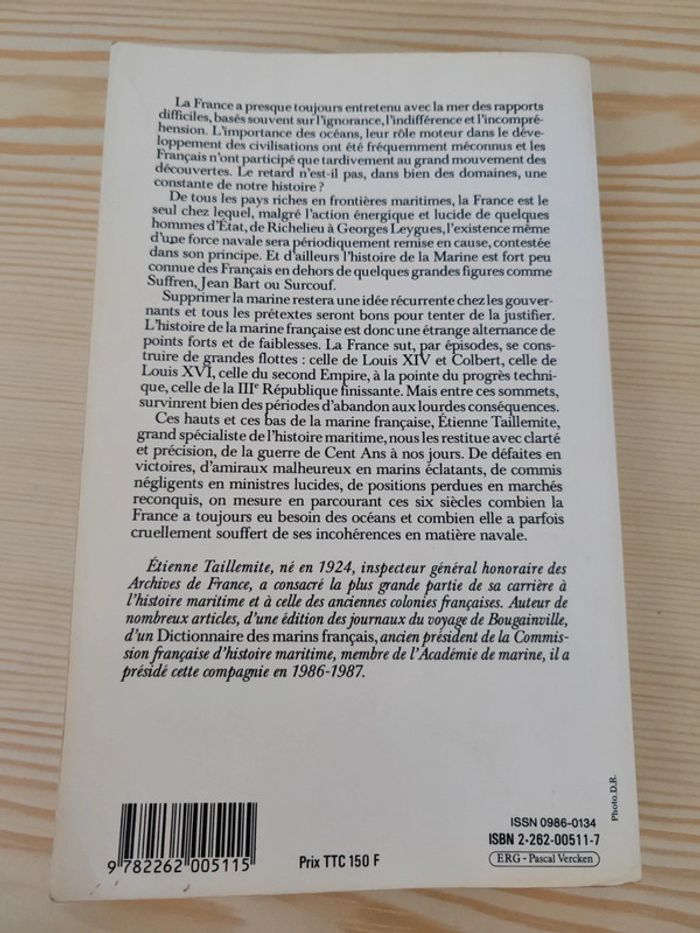 La France a presque toujours entretenu avec la mer des rapports
difficiles, basés souvent sur l'ignorance, l'indifférence et l'incompré-
hension. L'importance des océans, leur rôle moteur dans le déve-
loppement des civilisations ont été fréquemment méconnus et les
Français n'ont participé que tardivement au grand mouvement des
découvertes. Le retard n'est-il pas, dans bien des domaines, une
constante de notre histoire ?
De tous les pays riches en frontières maritimes, la France est le
seul chez lequel, malgré l'action énergique et lucide de quelques
hommes d'État, de Richelieu à Georges Leygues, l'existence même
d'une force navale sera périodiquement remise en cause, contestée
dans son principe. Et d'ailleurs l'histoire de la Marine est fort peu
connue des Français en dehors de quelques grandes figures comme
Suffren, Jean Bart ou Surcouf.
Supprimer la marine restera une idée récurrente chez les gouver-
nants et tous les prétextes seront bons pour tenter de la justifier.
L'histoire de la marine française est donc une étrange alternance de
points forts et de faiblesses. La France sut, par épisodes, se cons-
truire de grandes flottes : celle de Louis XIV et Colbert, celle de
Louis XVI, celle du second Empire, à la pointe du progrès techni-
que, celle de la IIIe République finissante. Mais entre ces sommets,
survinrent bien des périodes d'abandon aux lourdes conséquences.
Ces hauts et ces bas de la marine française, Étienne Taillemite,
grand spécialiste de l'histoire maritime, nous les restitue avec clarté
et précision, de la guerre de Cent Ans à nos jours. De défaites en
victoires, d'amiraux malheureux en marins éclatants, de commis
négligents en ministres lucides, de positions perdues en marchés
reconquis, on mesure en parcourant ces six siècles combien la
France a toujours eu besoin des océans et combien elle a parfois
cruellement souffert de ses incohérences en matière navale.
Étienne Taillemite, né en 1924, inspecteur général honoraire des
Archives de France, a consacré la plus grande partie de sa carrière à
l'histoire maritime et à celle des anciennes colonies françaises. Auteur de
nombreux articles, d'une édition des journaux du voyage de Bougainville,
d'un Dictionnaire des marins français, ancien président de la Commis-
sion française d'histoire maritime, membre de l'Académie de marine, il a
présidé cette compagnie en 1986-1987.
Photo D.R.
ISSN 0986-0134
ISBN 2-262-00511-7
ERG - Pascal Vercken
Prix TTC 150 F
9 782262 005115